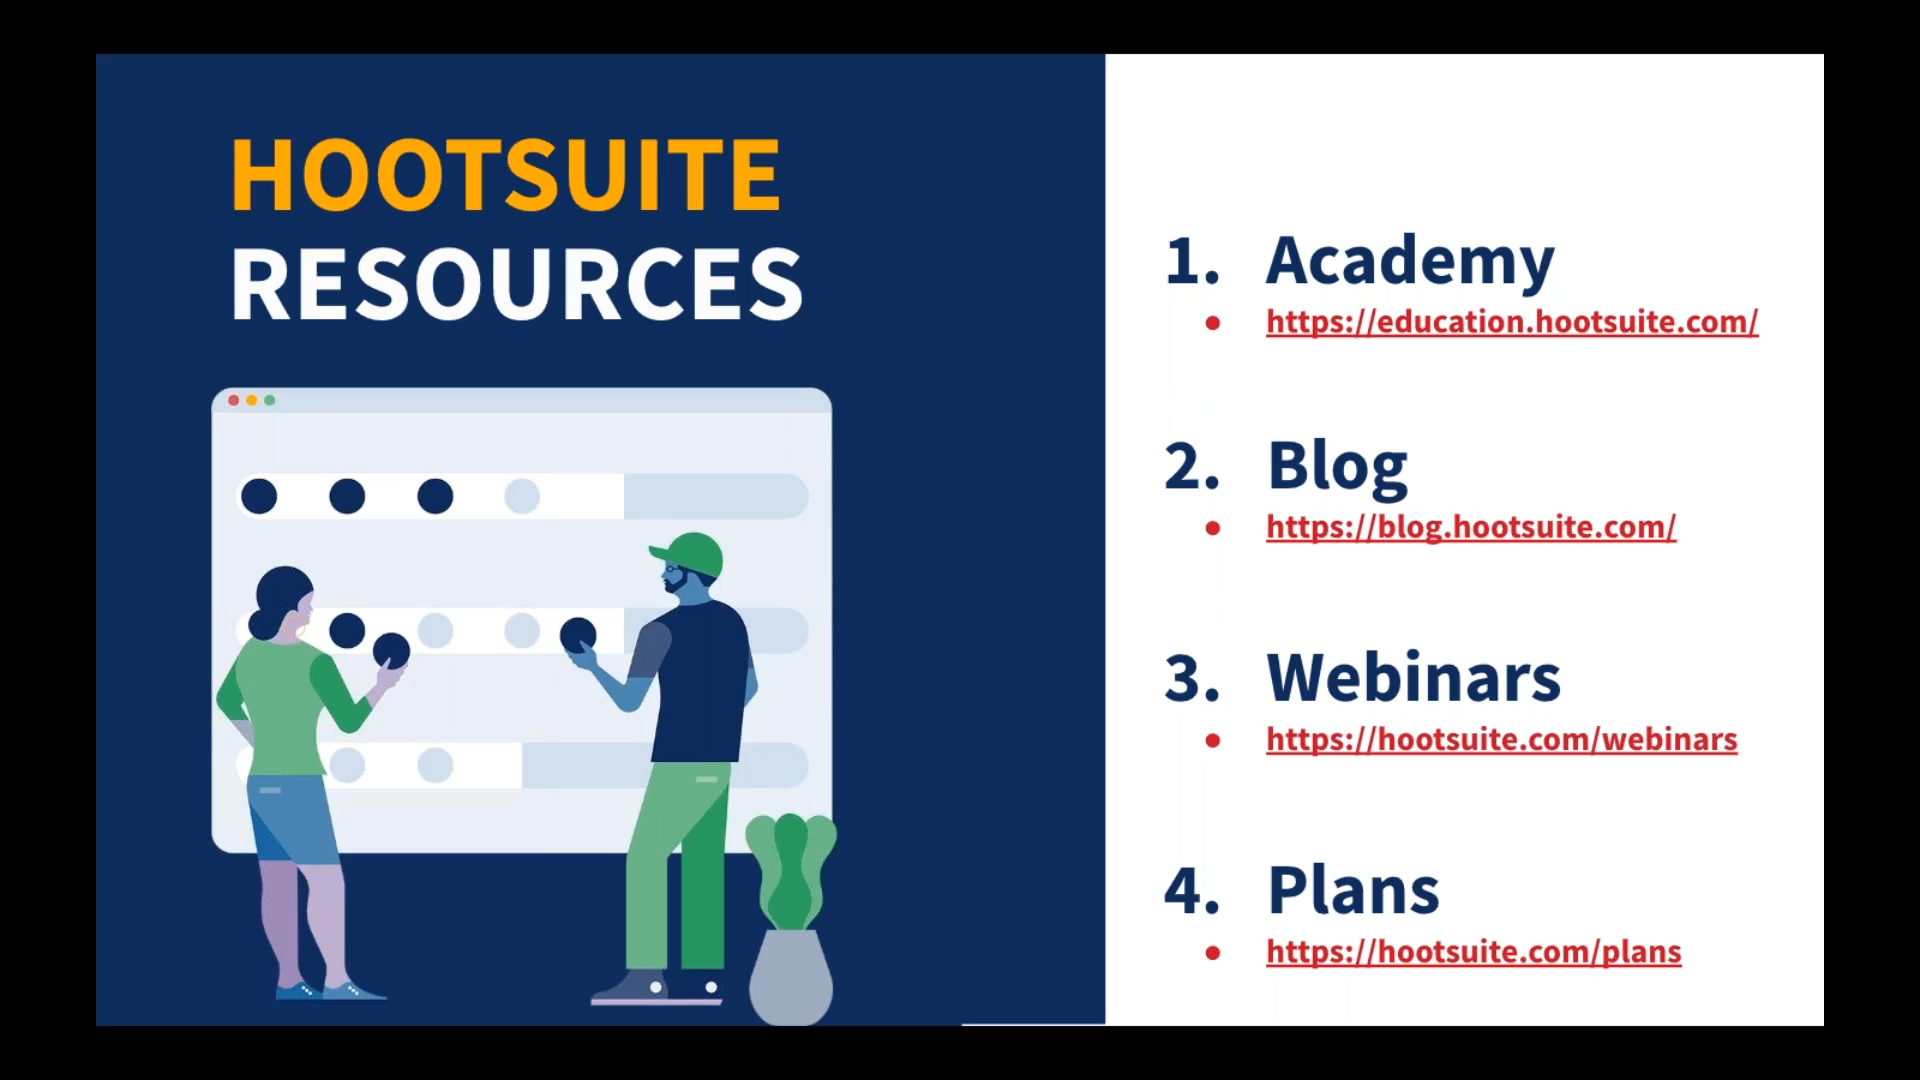 HOOTSUITE
RESOURCES
1. Academy
• https://education.hootsuite.com/
2. Blog
• https://blog.hootsuite.com/
3. Webinars
• https://hootsuite.com/webinars
4. Plans
• https://hootsuite.com/plans